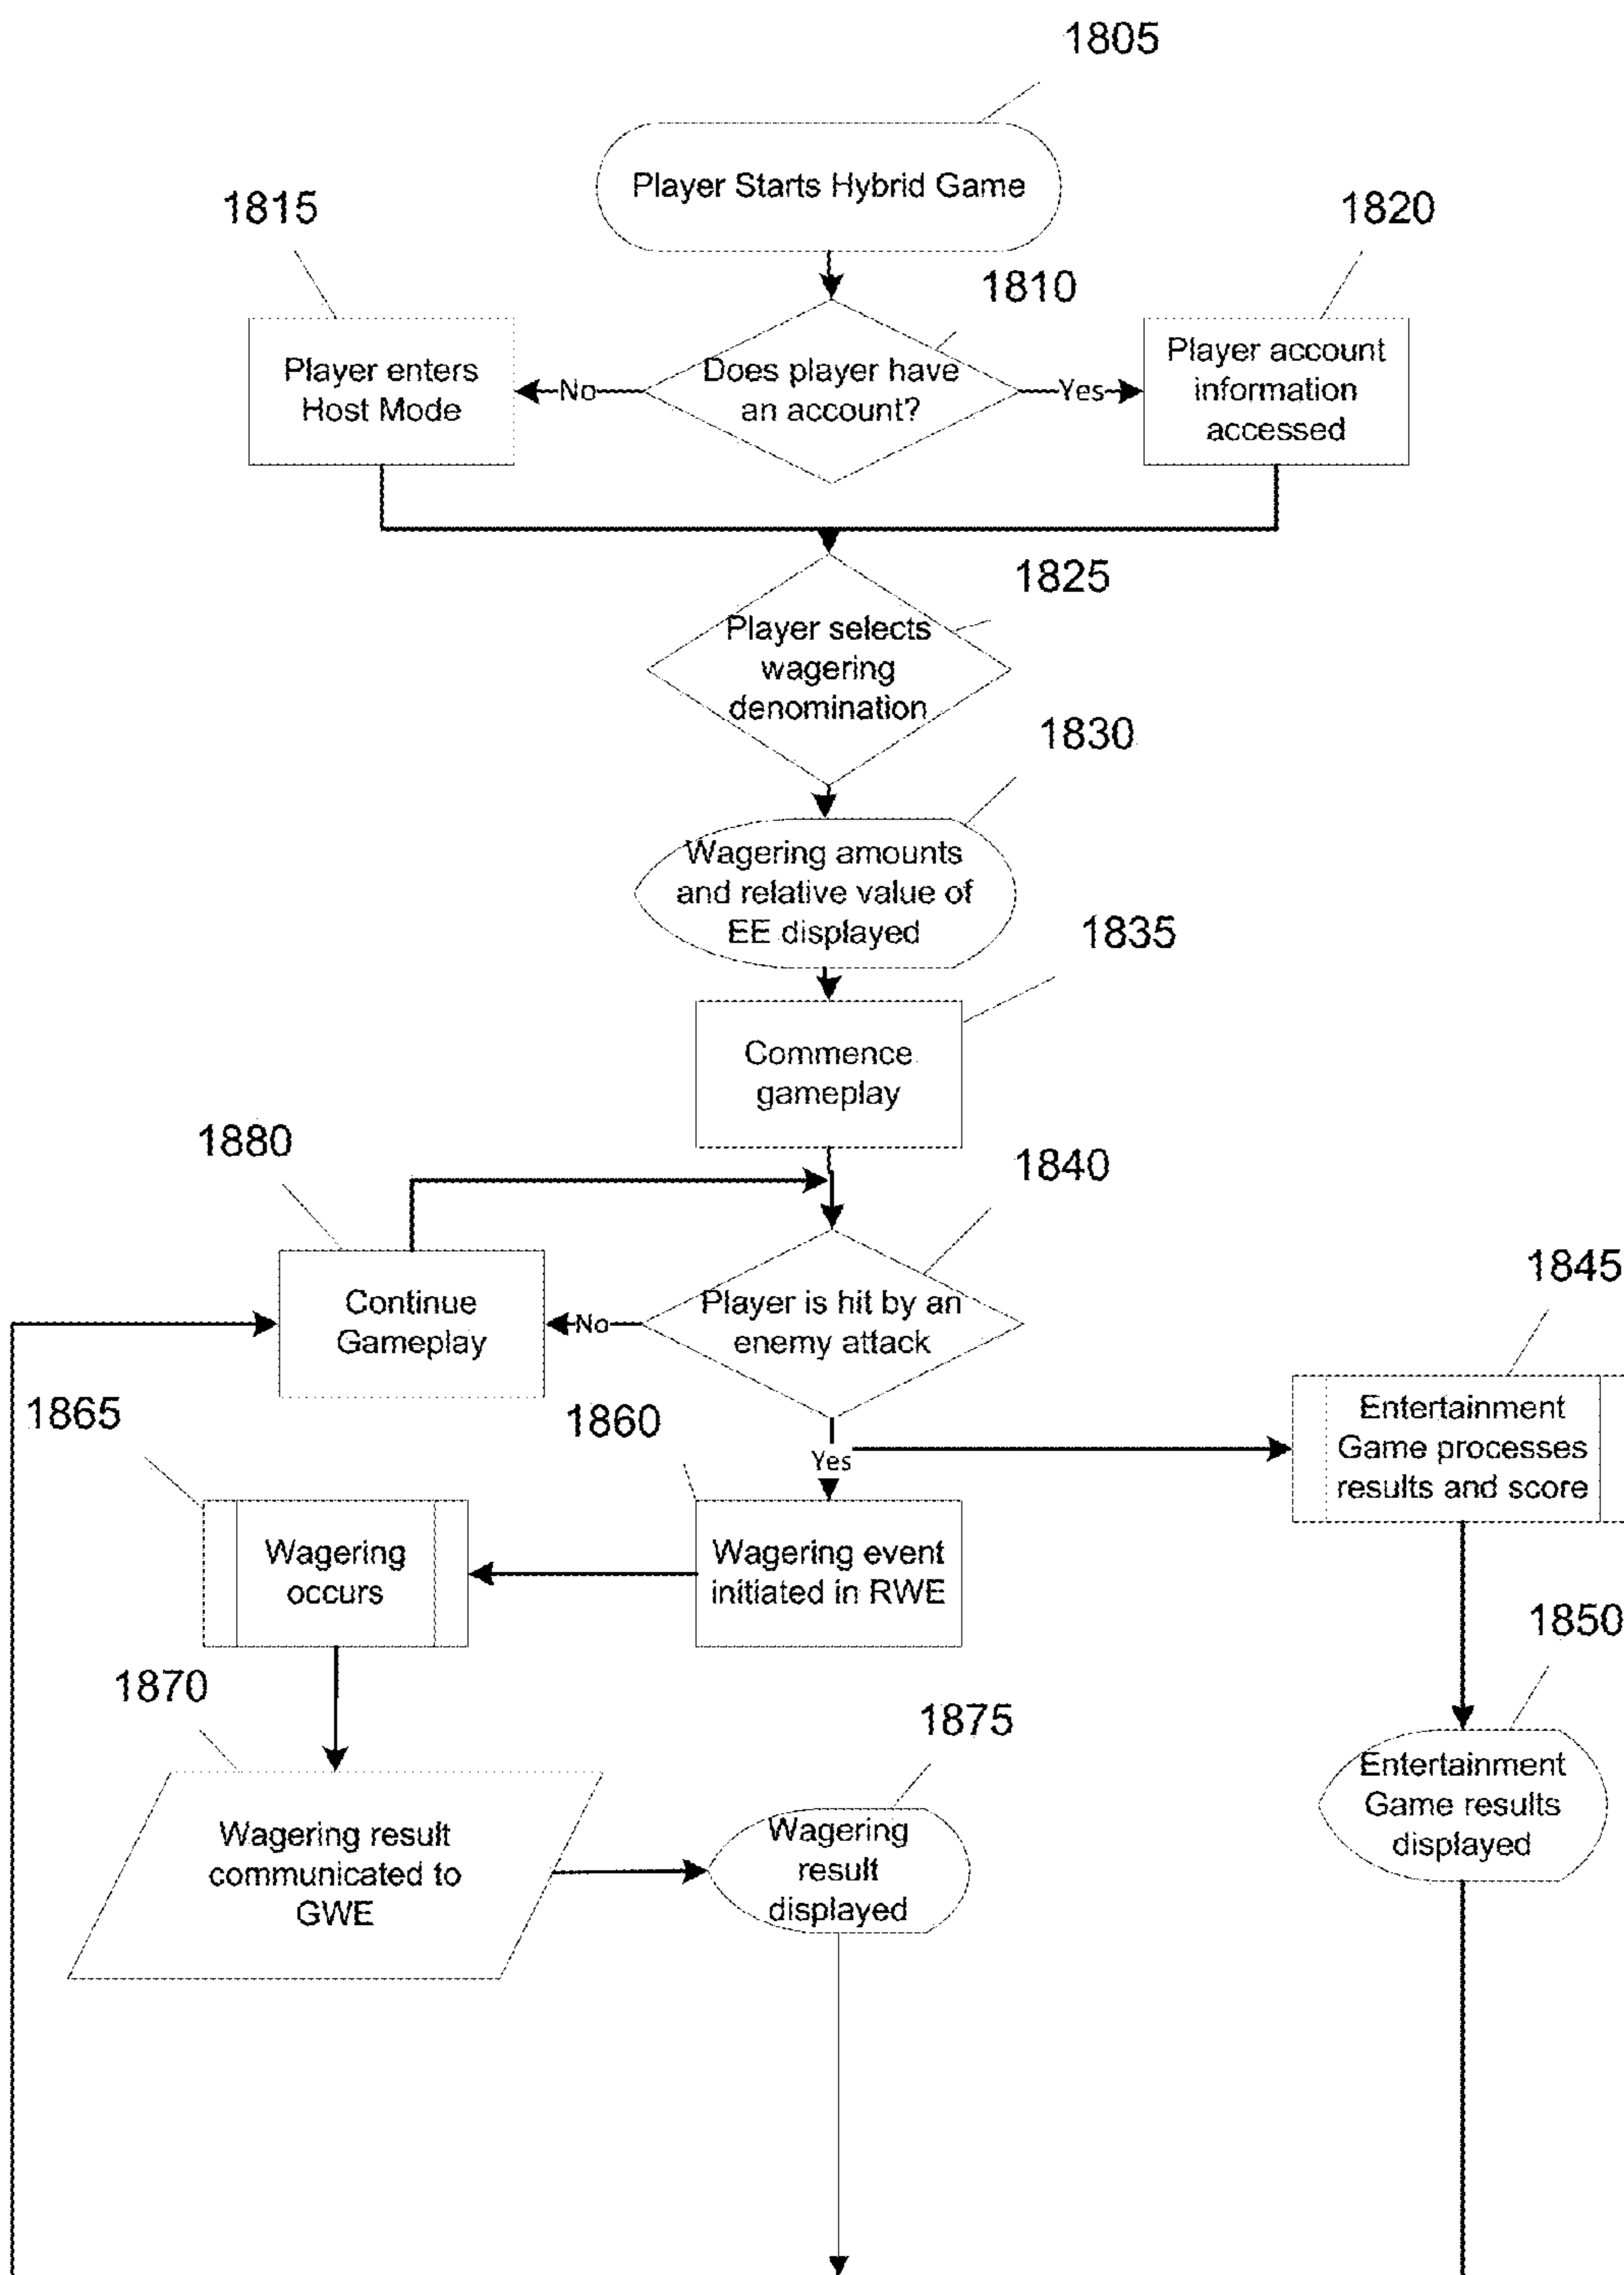 1805
Player Starts Hybrid Game
1815
1820
1810
Player enters
Host Mode
No
Does player have
an account?
Yes
Player account
information
accessed
1825
Player selects
wagering
denomination
1830
Wagering amounts
and relative value of
EE displayed
1835
Commence
gameplay
1880
1840
Continue
Gameplay
No
Player is hit by an
enemy attack
1845
Entertainment
Game processes
results and score
1865
1860
Yes
Wagering
occurs
Wagering event
initiated in RWE
1850
1870
1875
Entertainment
Game results
displayed
Wagering result
communicated to
GWE
Wagering
result
displayed